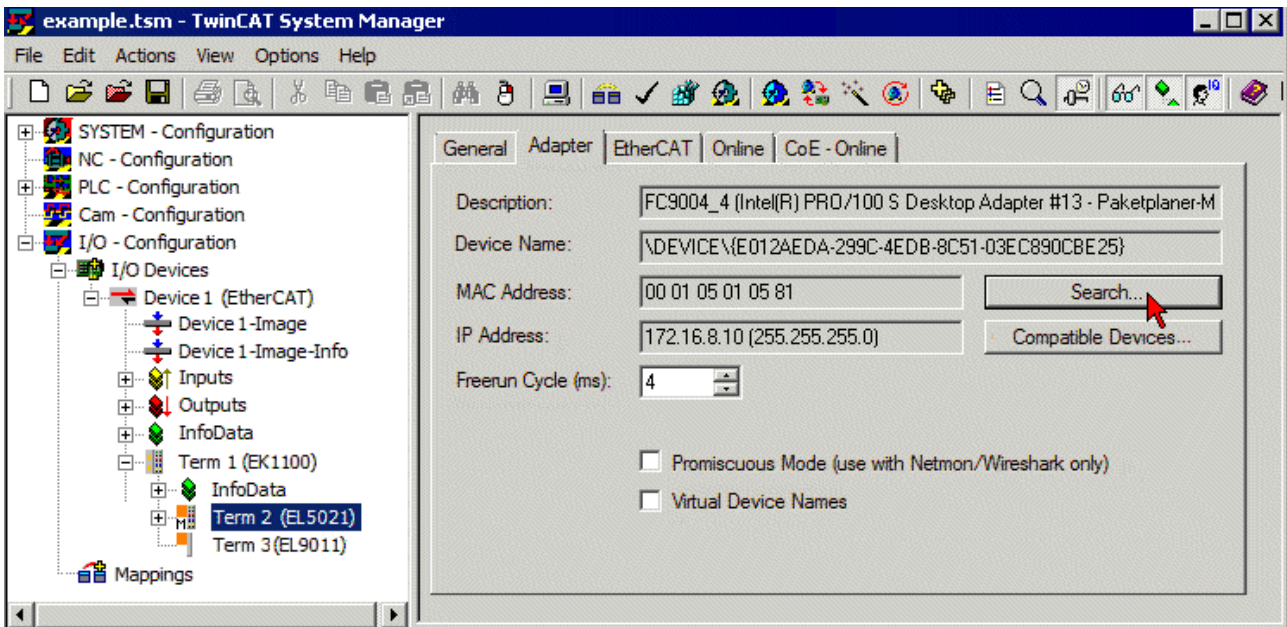 example.tsm - TwinCAT System Manager
File Edit Actions View Options Help
SYSTEM - Configuration
NC - Configuration
PLC - Configuration
Cam - Configuration
I/O - Configuration
I/O Devices
Device 1 (EtherCAT)
Device 1-Image
Device 1-Image-Info
Inputs
Outputs
InfoData
Term 1 (EK1100)
InfoData
M Term 2 (EL5021)
Term 3 (EL9011)
Mappings
General Adapter EtherCAT Online CoE - Online
Description: FC9004_4 (Intel(R) PRO/100 S Desktop Adapter #13 - Paketplaner-M
Device Name: \DEVICE\{E012AEDA-299C-4EDB-8C51-03EC890CBE25}
MAC Address: 00 01 05 01 05 81 Search...
IP Address: 172.16.8.10 (255.255.255.0) Compatible Devices...
Freerun Cycle (ms): 4
Promiscuous Mode (use with Netmon/Wireshark only)
Virtual Device Names